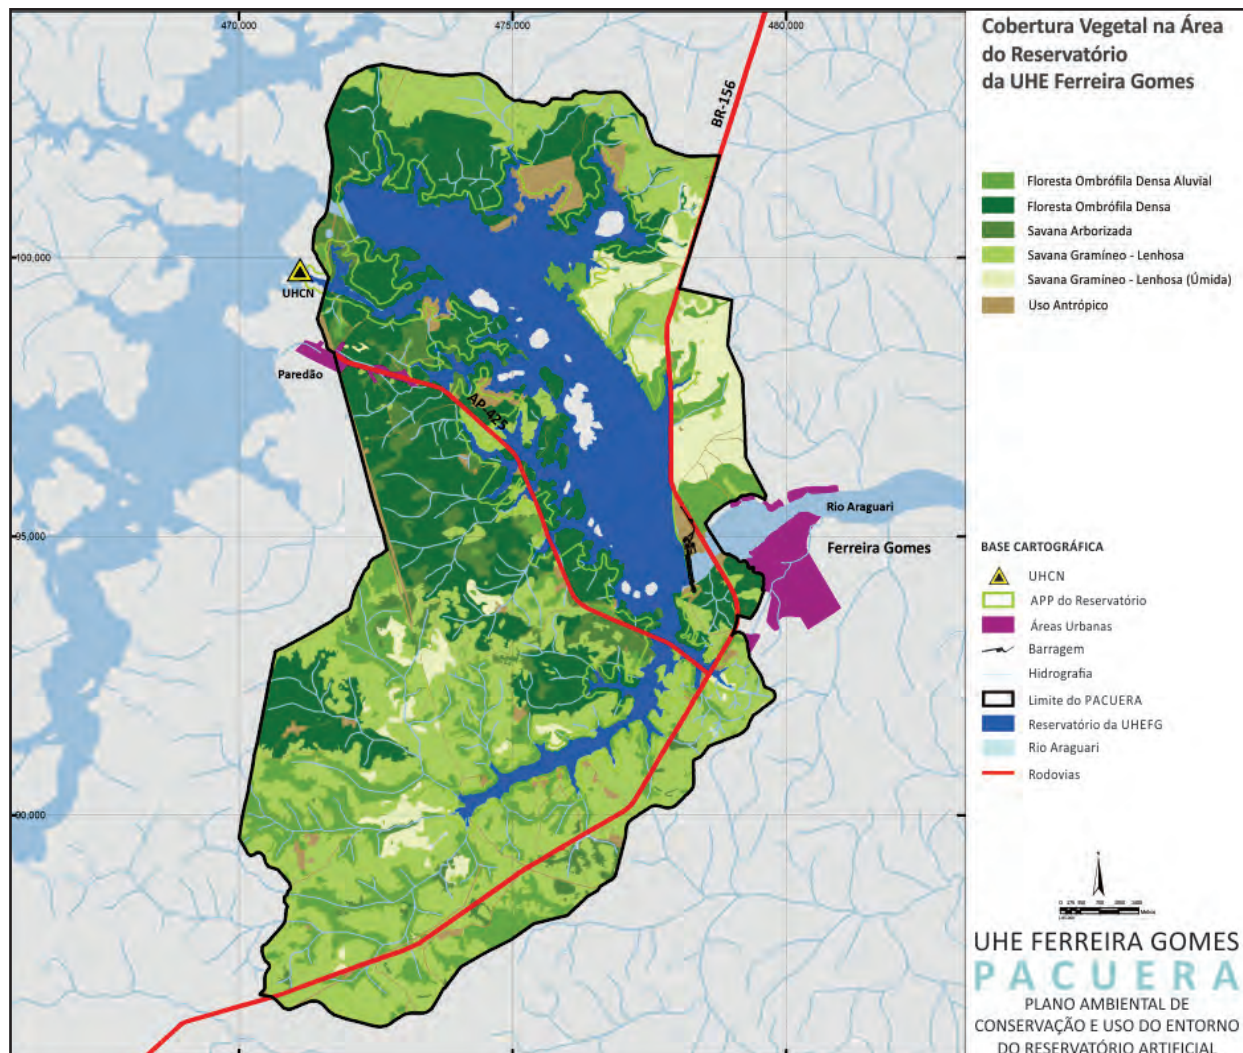 470,000
475,000
480,000
Cobertura Vegetal na Área
do Reservatório
da UHE Ferreira Gomes
BR-156
Floresta Ombrófila Densa Aluvial
Floresta Ombrófila Densa
Savana Arborizada
Savana Gramíneo - Lenhosa
Savana Gramíneo - Lenhosa (Úmida)
Uso Antrópico
100,000
UHCN
Paredão
AP-425
Rio Araguari
95,000
Ferreira Gomes
BASE CARTOGRÁFICA
UHCN
APP do Reservatório
Áreas Urbanas
Barragem
Hidrografia
Limite do PACUERA
Reservatório da UHEFG
Rio Araguari
Rodovias
90,000
UHE FERREIRA GOMES
PACUERA
PLANO AMBIENTAL DE
CONSERVAÇÃO E USO DO ENTORNO
DO RESERVATÓRIO ARTIFICIAL